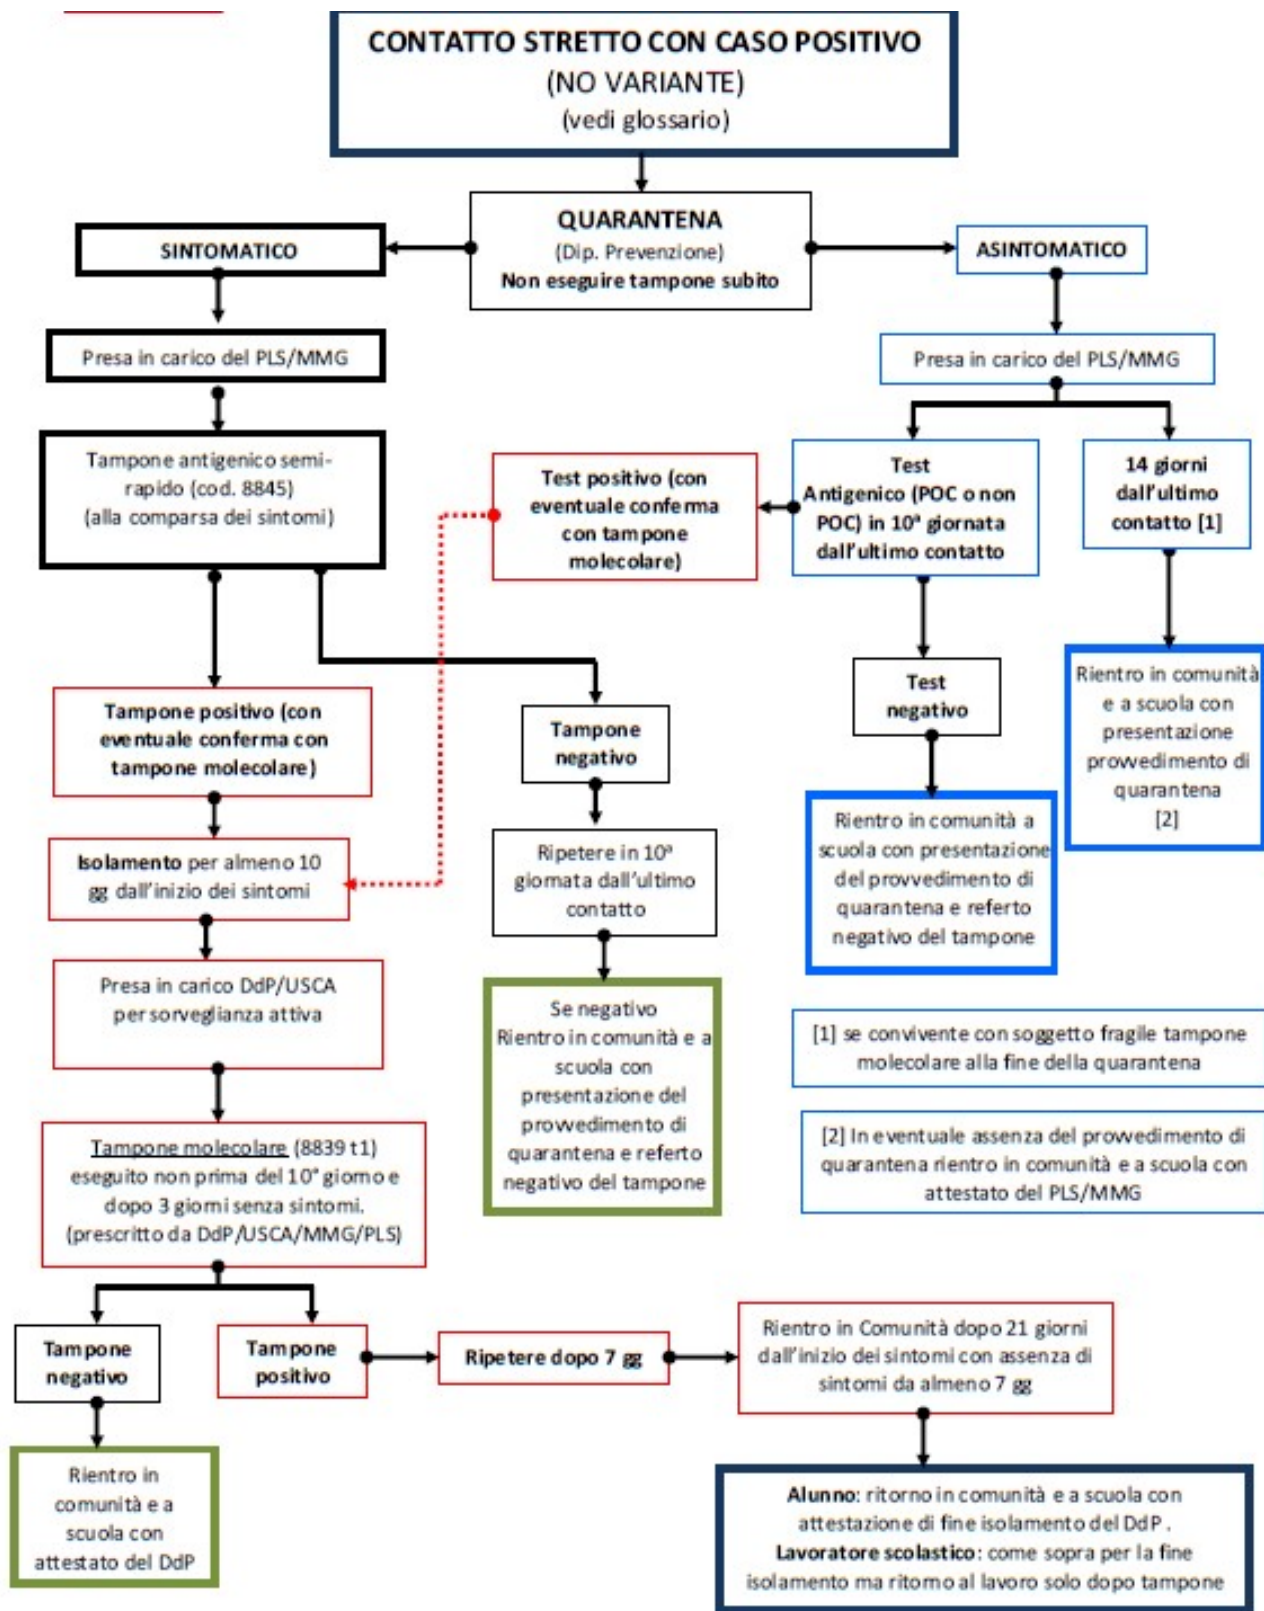 CONTATTO STRETTO CON CASO POSITIVO
(NO VARIANTE)
(vedi glossario)
QUARANTENA
(Dip. Prevenzione)
Non eseguire tampone subito
SINTOMATICO
ASINTOMATICO
Presa in carico del PLS/MMG
Presa in carico del PLS/MMG
Tampone antigenico semi-
rapido (cod. 8845)
(alla comparsa dei sintomi)
Test positivo (con
eventuale conferma
con tampone
molecolare)
Test
Antigenico (POC o non
POC) in 10ª giornata
dall'ultimo contatto
14 giorni
dall'ultimo
contatto [1]
Tampone positivo (con
eventuale conferma con
tampone molecolare)
Tampone
negativo
Test
negativo
Rientro in comunità
e a scuola con
presentazione
provvedimento di
quarantena
[2]
Isolamento per almeno 10
gg dall'inizio dei sintomi
Ripetere in 10ª
giornata dall'ultimo
contatto
Rientro in comunità a
scuola con presentazione
del provvedimento di
quarantena e referto
negativo del tampone
Presa in carico DdP/USCA
per sorveglianza attiva
Se negativo
Rientro in comunità e a
scuola con
presentazione del
provvedimento di
quarantena e referto
negativo del tampone
[1] se convivente con soggetto fragile tampone
molecolare alla fine della quarantena
[2] In eventuale assenza del provvedimento di
quarantena rientro in comunità e a scuola con
attestato del PLS/MMG
Tampone molecolare (8839 t1)
eseguito non prima del 10° giorno e
dopo 3 giorni senza sintomi.
(prescritto da DdP/USCA/MMG/PLS)
Tampone
negativo
Tampone
positivo
Ripetere dopo 7 gg
Rientro in Comunità dopo 21 giorni
dall'inizio dei sintomi con assenza di
sintomi da almeno 7 gg
Rientro in
comunità e a
scuola con
attestato del DdP
Alunno: ritorno in comunità e a scuola con
attestazione di fine isolamento del DdP .
Lavoratore scolastico: come sopra per la fine
isolamento ma ritorno al lavoro solo dopo tampone